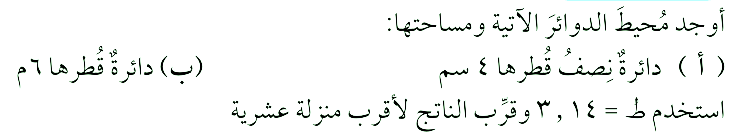 أوجد مُحيطَ الدوائرَ الآتية ومساحتها:
( أ ) دائرةٌ نِصفُ قُطرها ٤ سم (ب) دائرةٌ قُطرها ٦م
استخدم ط = ٣,١٤ وقرِّب الناتج لأقرب منزلة عشرية